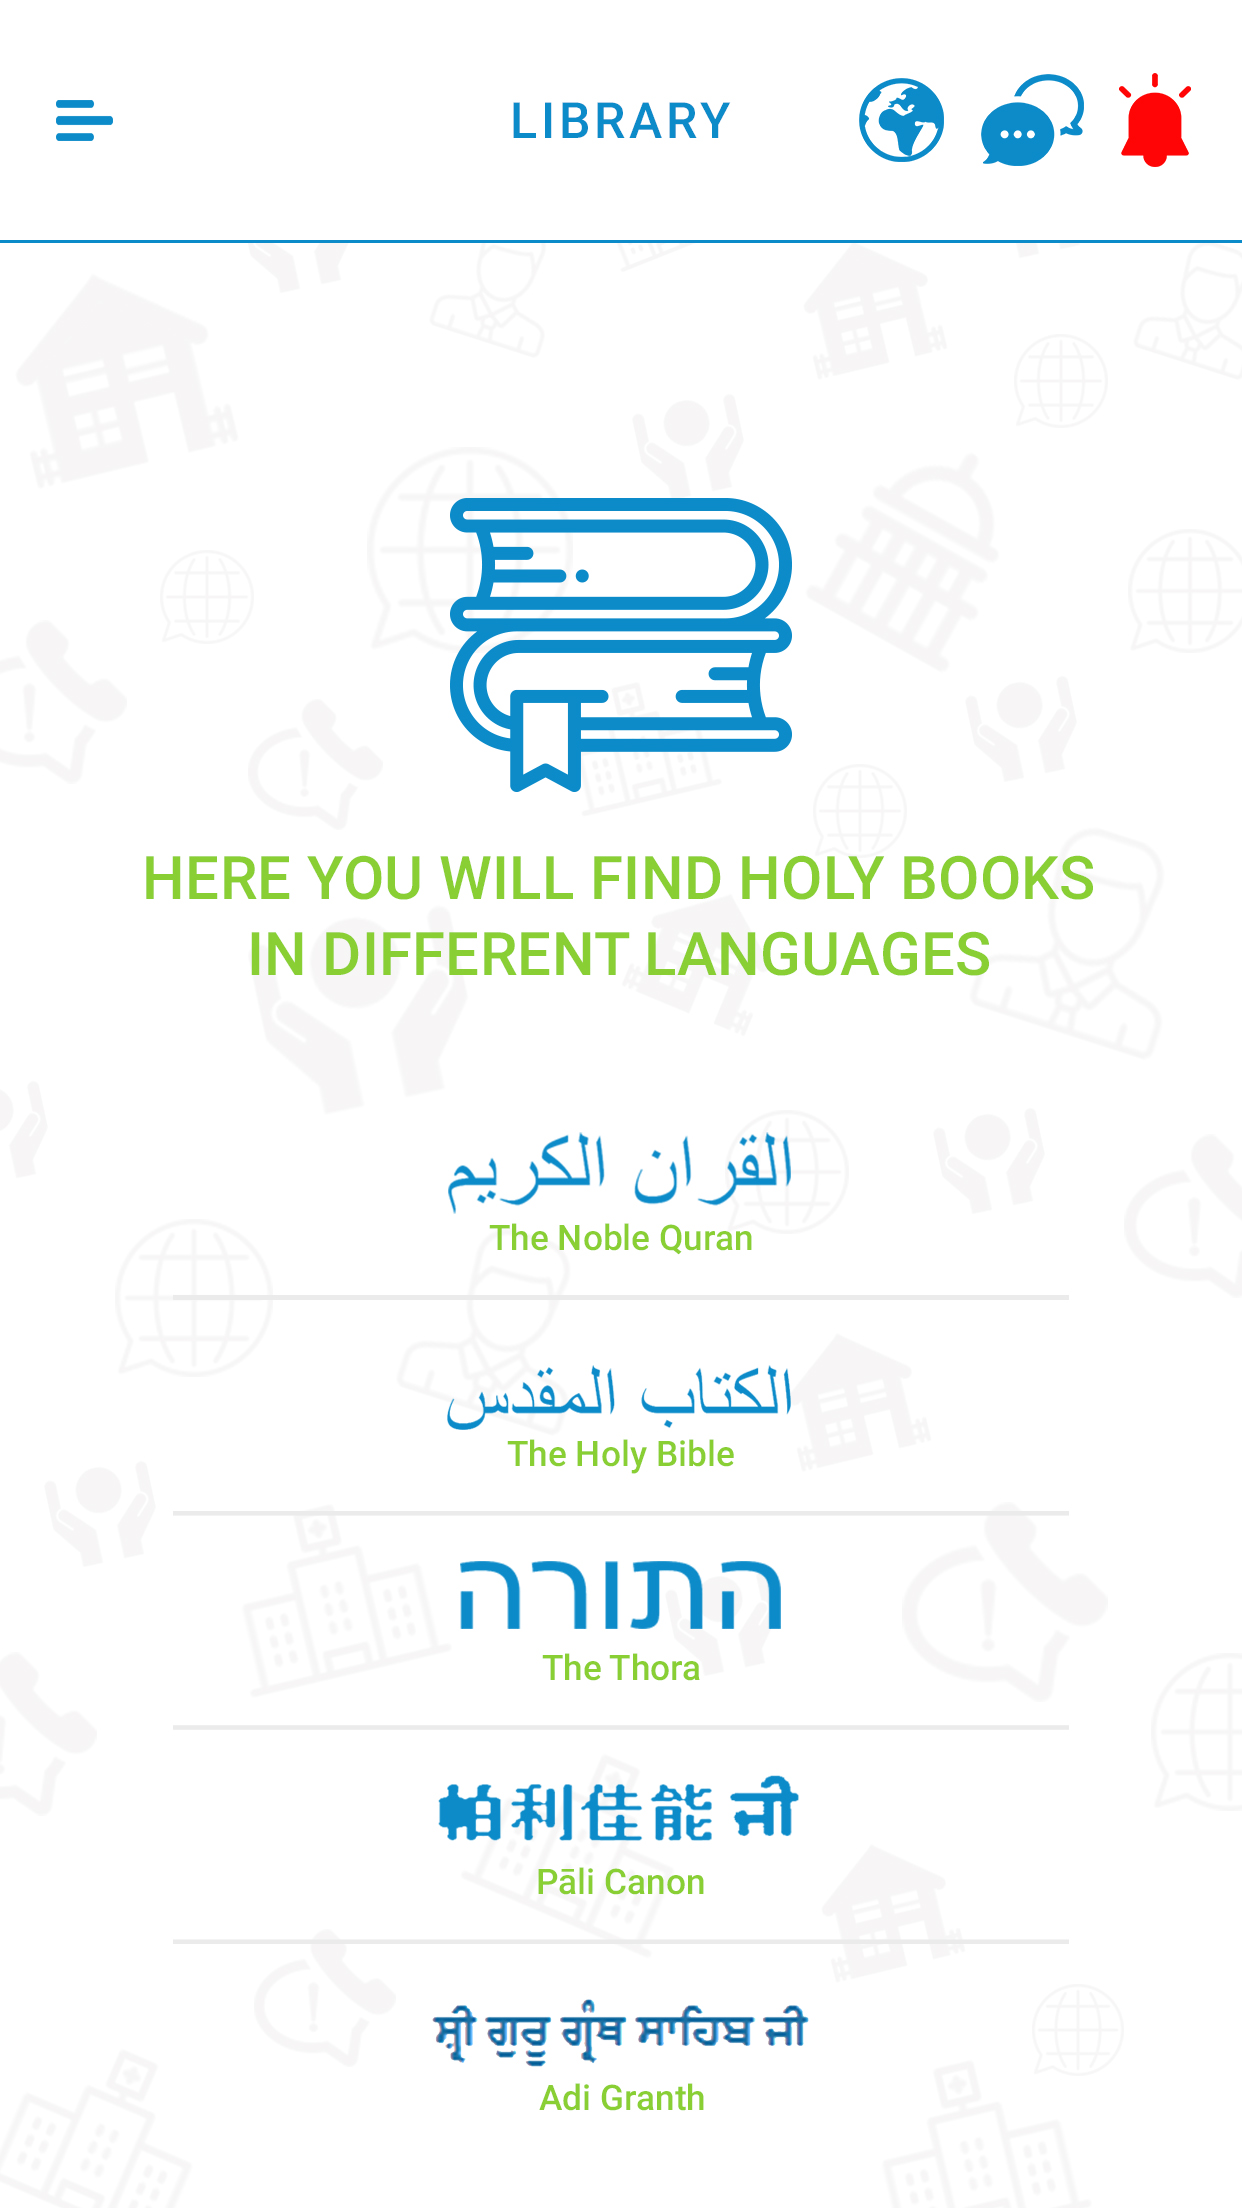 LIBRARY
HERE YOU WILL FIND HOLY BOOKS
IN DIFFERENT LANGUAGES
القران الكريم
The Noble Quran
الكتاب المقدس
The Holy Bible
התורה
The Thora
帕利佳能 ਜੀ
Pāli Canon
ਸ੍ਰੀ ਗੁਰੂ ਗ੍ਰੰਥ ਸਾਹਿਬ ਜੀ
Adi Granth